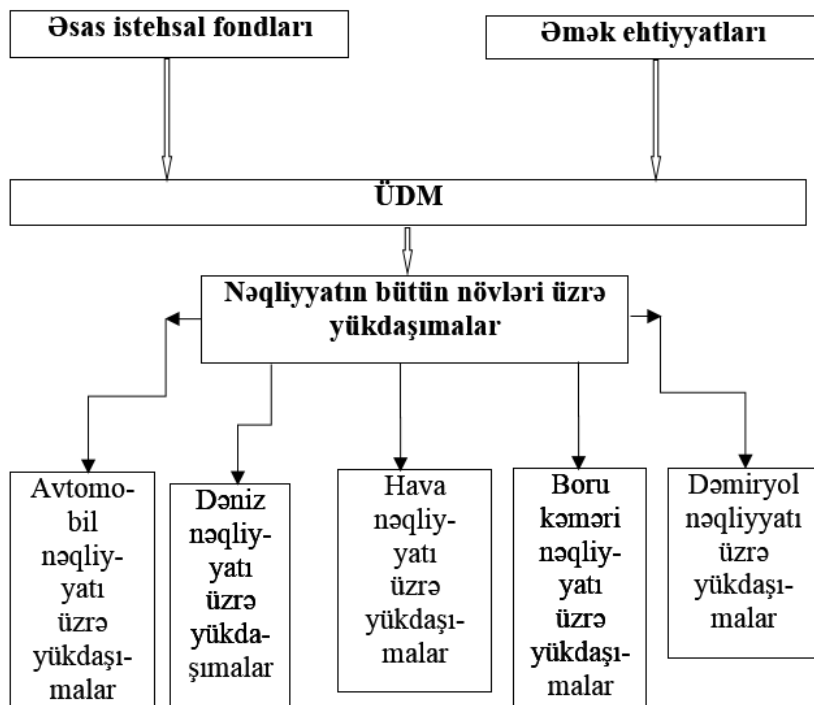 Əsas istehsal fondları
Əmək ehtiyyatları
ÜDM
Nəqliyyatın bütün növləri üzrə
yükdaşımalar
Avtomo-
bil
nəqliy-
yatı
üzrə
yükdaşı-
malar
Dəniz
nəqliy-
yatı
üzrə
yükda-
şımalar
Hava
nəqliy-
yatı
üzrə
yükdaşı-
malar
Boru
kəməri
nəqliy-
yatı
üzrə
yükdaşı-
malar
Dəmiryol
nəqliyyatı
üzrə
yükdaşı-
malar